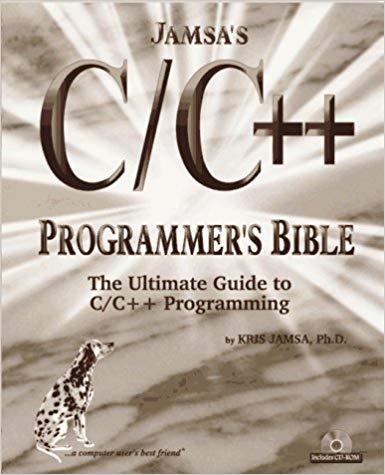 JAMSA'S
C/C++
PROGRAMMER'S BIBLE
The Ultimate Guide to
C/C++ Programming
by KRIS JAMSA, Ph.D.
...a computer user's best friend®
Includes CD-ROM